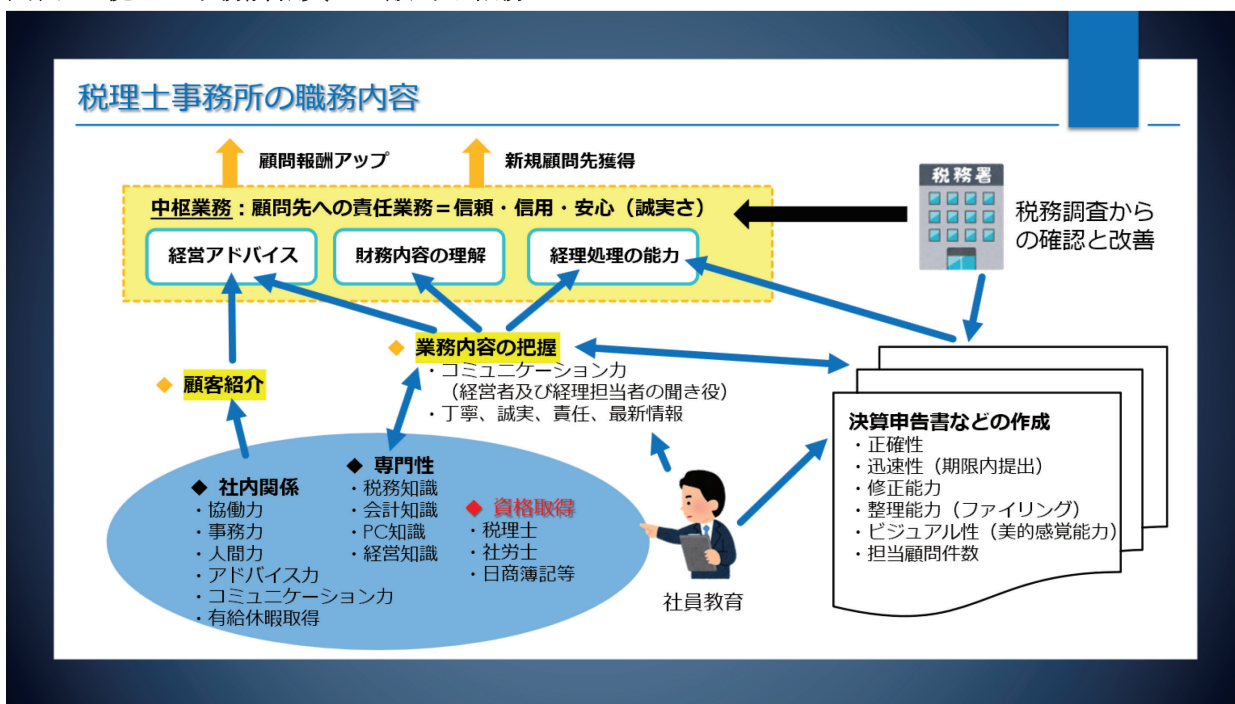 税理士事務所の職務内容
顧問報酬アップ
新規顧問先獲得
中枢業務：顧問先への責任業務＝信頼・信用・安心（誠実さ）
経営アドバイス
財務内容の理解
経理処理の能力
税務署
税務調査から
の確認と改善
◆ 業務内容の把握
・コミュニケーション力
（経営者及び経理担当者の聞き役）
・丁寧、誠実、責任、最新情報
◆ 顧客紹介
◆ 社内関係
・協働力
・事務力
・人間力
・アドバイス力
・コミュニケーション力
・有給休暇取得
◆ 専門性
・税務知識
・会計知識
・PC知識
・経営知識
◆ 資格取得
・税理士
・社労士
・日商簿記等
社員教育
決算申告書などの作成
・正確性
・迅速性（期限内提出）
・修正能力
・整理能力（ファイリング）
・ビジュアル性（美的感覚能力）
・担当顧問件数